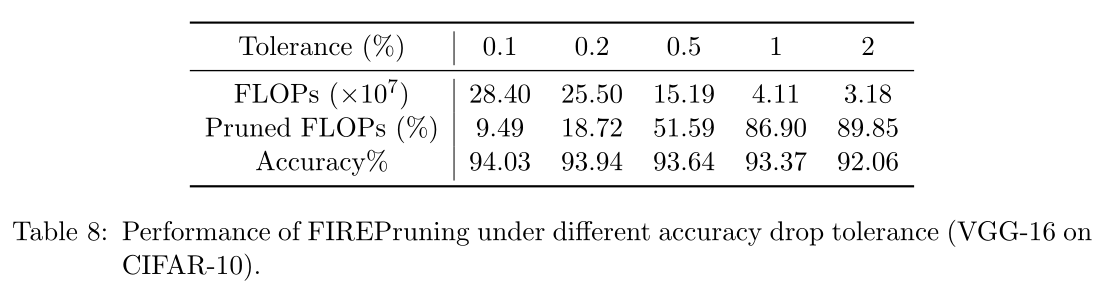 Tolerance (%) 0.1 0.2 0.5 1 2
FLOPs (×10⁷) 28.40 25.50 15.19 4.11 3.18
Pruned FLOPs (%) 9.49 18.72 51.59 86.90 89.85
Accuracy% 94.03 93.94 93.64 93.37 92.06
Table 8: Performance of FIREPruning under different accuracy drop tolerance (VGG-16 on
CIFAR-10).